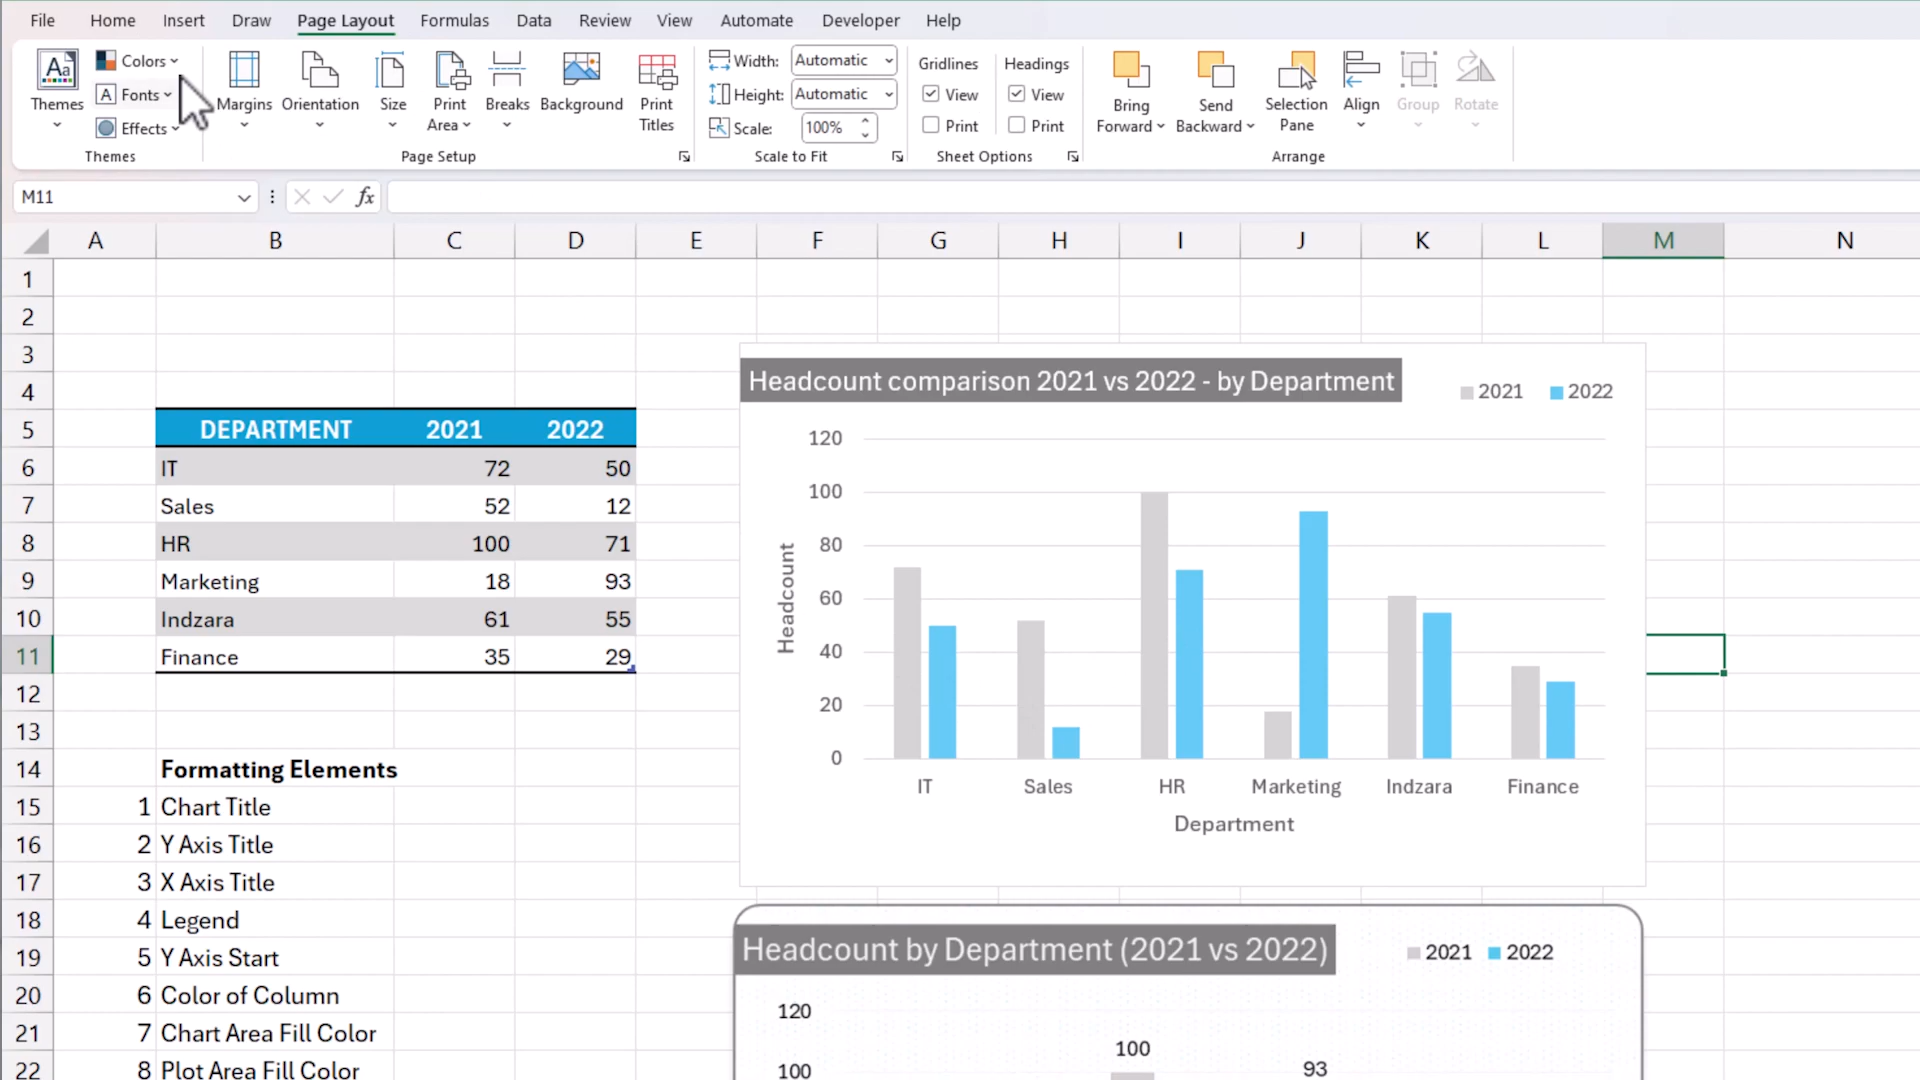 File Home Insert Draw Page Layout Formulas Data Review View Automate Developer Help
Themes
Colors
Fonts
Effects
Themes
Margins
Orientation
Size
Print
Area
Breaks
Background
Print
Titles
Page Setup
Width: Automatic
Height: Automatic
Scale: 100%
Scale to Fit
Gridlines
View
Print
Headings
View
Print
Sheet Options
Bring
Forward
Send
Backward
Selection
Pane
Align
Group
Rotate
Arrange
M11
fx
A B C D E F G H I J K L M N
1
2
3
4
5 DEPARTMENT 2021 2022
6 IT 72 50
7 Sales 52 12
8 HR 100 71
9 Marketing 18 93
10 Indzara 61 55
11 Finance 35 29
12
13
14 Formatting Elements
15 1 Chart Title
16 2 Y Axis Title
17 3 X Axis Title
18 4 Legend
19 5 Y Axis Start
20 6 Color of Column
21 7 Chart Area Fill Color
22 8 Plot Area Fill Color
Headcount comparison 2021 vs 2022 - by Department
2021 2022
Headcount
120
100
80
60
40
20
0
IT Sales HR Marketing Indzara Finance
Department
Headcount by Department (2021 vs 2022)
2021 2022
120
100
100
93